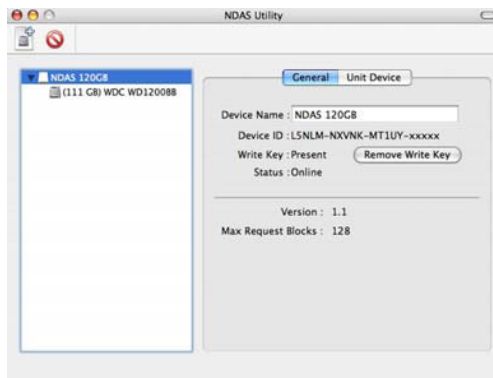 NDAS Utility
NDAS 120GB
(111 GB) WDC WD1200BB
General Unit Device
Device Name : NDAS 120GB
Device ID : L5NLM-NXVNK-MT1UY-xxxxx
Write Key : Present Remove Write Key
Status : Online
Version : 1.1
Max Request Blocks : 128